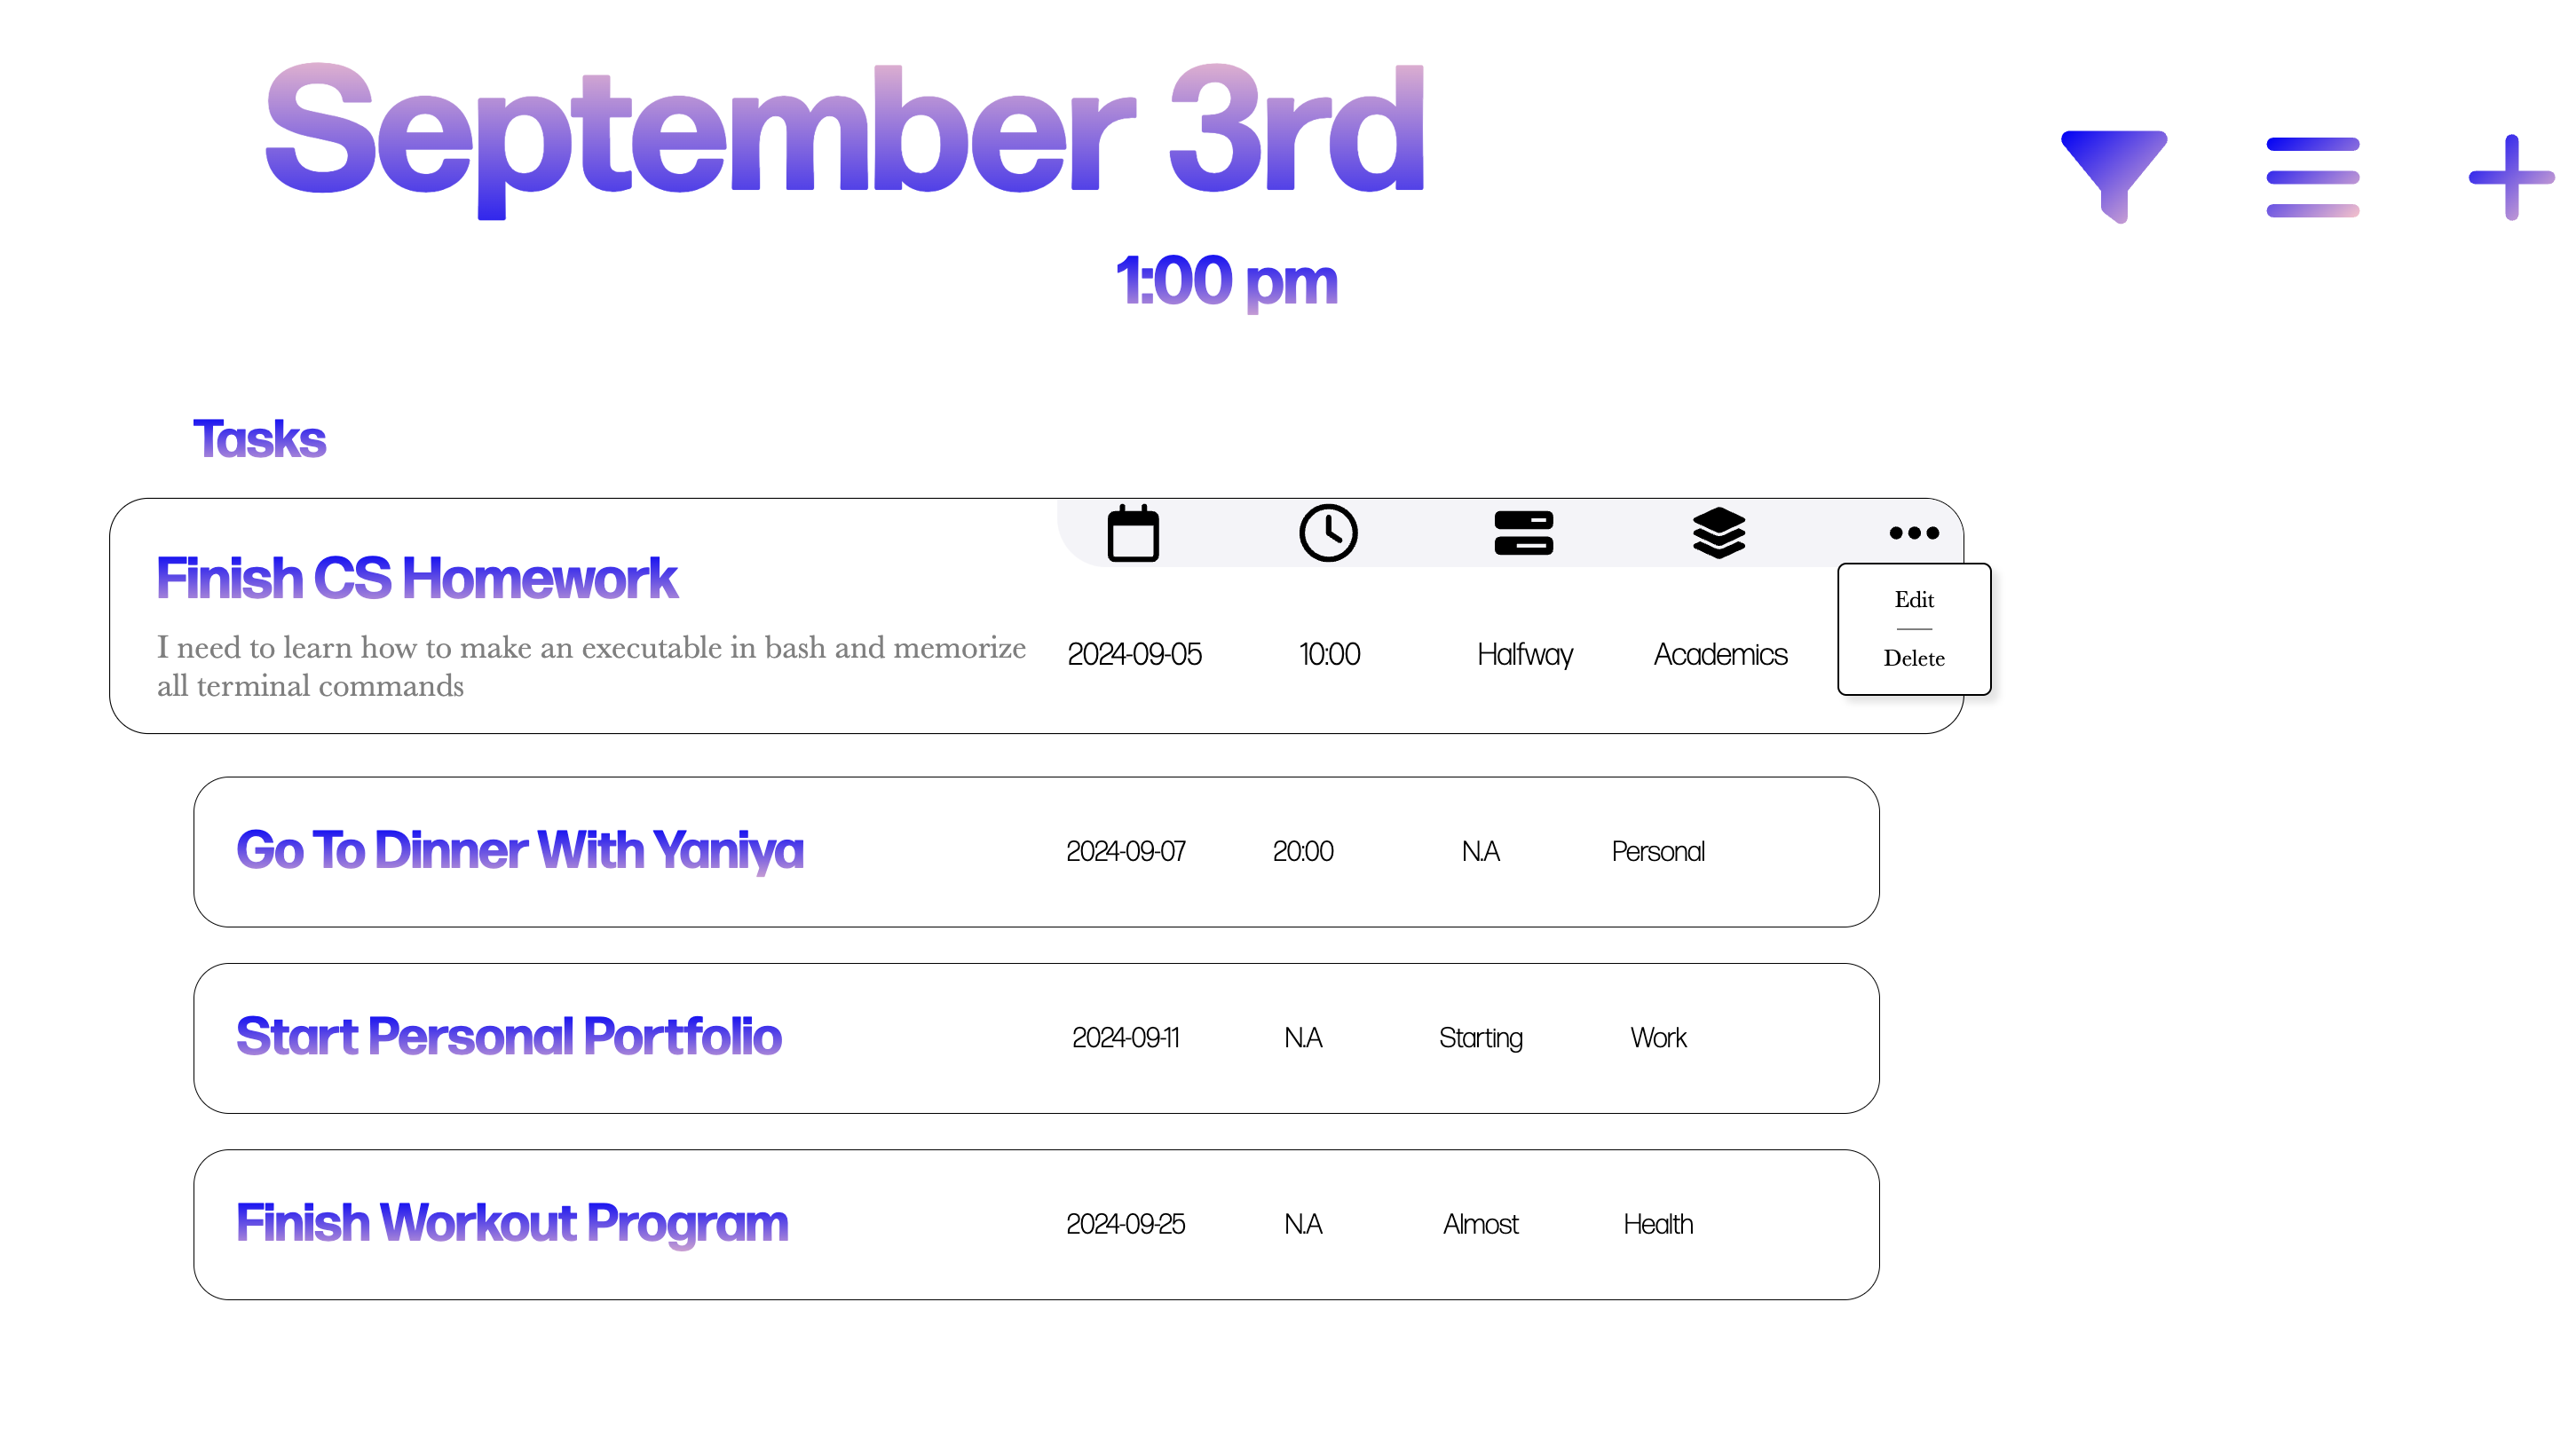 September 3rd
1:00 pm
Tasks
Finish CS Homework
I need to learn how to make an executable in bash and memorize
all terminal commands
2024-09-05 10:00 Halfway Academics
Edit
Delete
Go To Dinner With Yaniya 2024-09-07 20:00 N.A Personal
Start Personal Portfolio 2024-09-11 N.A Starting Work
Finish Workout Program 2024-09-25 N.A Almost Health